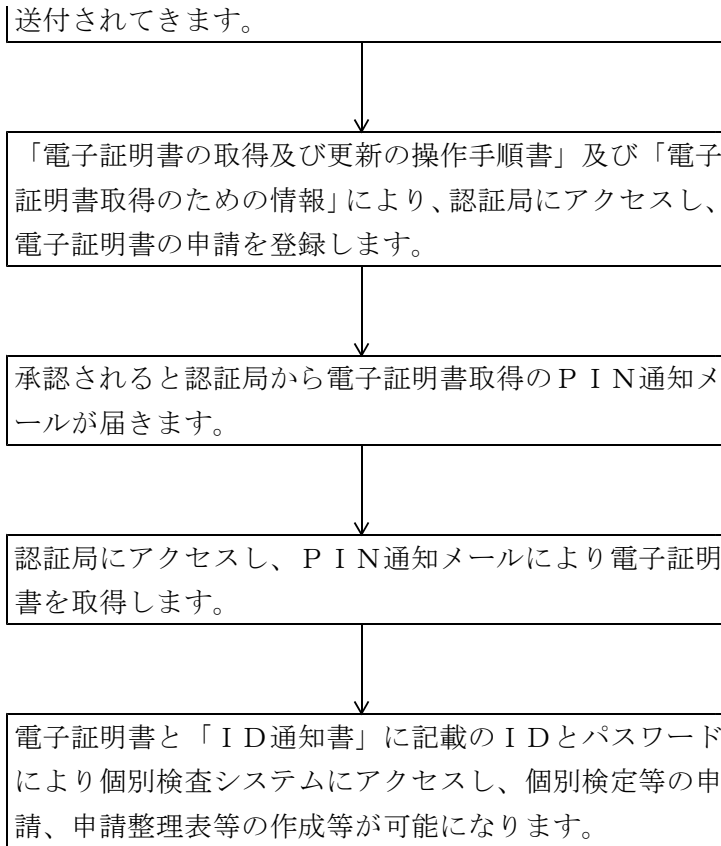 送付されてきます。
「電子証明書の取得及び更新の操作手順書」及び「電子
証明書取得のための情報」により、認証局にアクセスし、
電子証明書の申請を登録します。
承認されると認証局から電子証明書取得のＰＩＮ通知メ
ールが届きます。
認証局にアクセスし、ＰＩＮ通知メールにより電子証明
書を取得します。
電子証明書と「ＩＤ通知書」に記載のＩＤとパスワード
により個別検査システムにアクセスし、個別検定等の申
請、申請整理表等の作成等が可能になります。